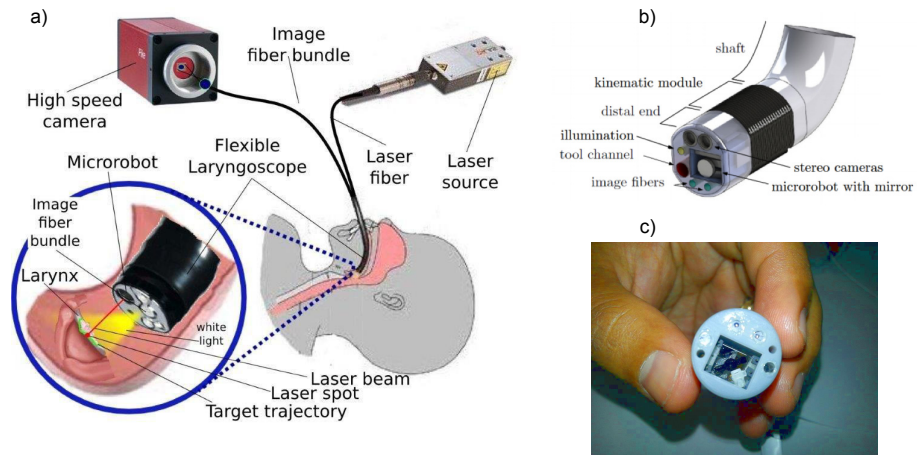 a)
Image
fiber bundle
High speed
camera
Laser
fiber
Laser
source
Flexible
Laryngoscope
Microrobot
Image fiber
bundle
Larynx
white
light
Laser beam
Laser spot
Target trajectory
b)
shaft
kinematic module
distal end
illumination
tool channel
image fibers
stereo cameras
microrobot with mirror
c)